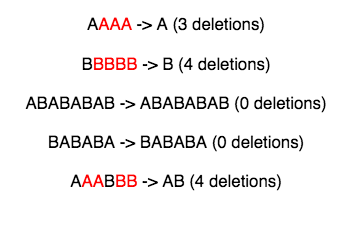 AAAA -> A (3 deletions)
BBBBB -> B (4 deletions)
ABABABAB -> ABABABAB (0 deletions)
BABABA -> BABABA (0 deletions)
AAABBB -> AB (4 deletions)